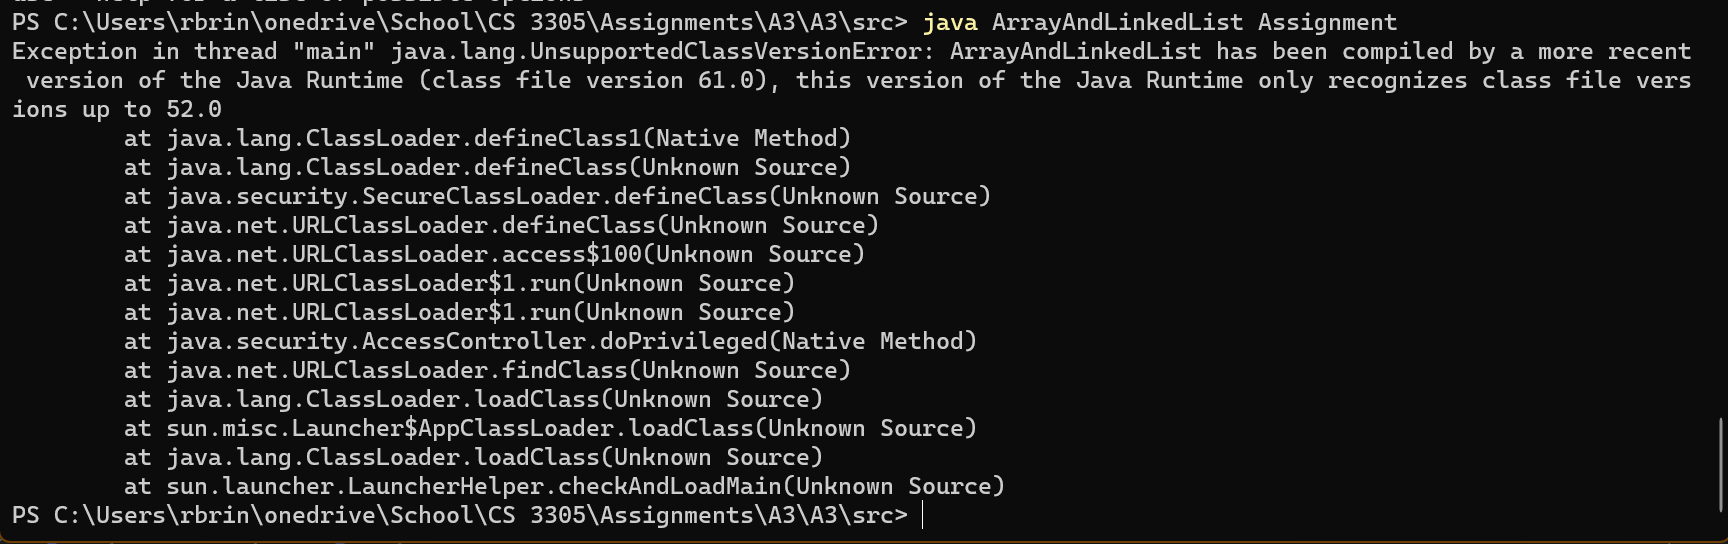 PS C:\Users\rbrin\onedrive\School\CS 3305\Assignments\A3\A3\src> java ArrayAndLinkedList Assignment
Exception in thread "main" java.lang.UnsupportedClassVersionError: ArrayAndLinkedList has been compiled by a more recent
 version of the Java Runtime (class file version 61.0), this version of the Java Runtime only recognizes class file vers
ions up to 52.0
        at java.lang.ClassLoader.defineClass1(Native Method)
        at java.lang.ClassLoader.defineClass(Unknown Source)
        at java.security.SecureClassLoader.defineClass(Unknown Source)
        at java.net.URLClassLoader.defineClass(Unknown Source)
        at java.net.URLClassLoader.access$100(Unknown Source)
        at java.net.URLClassLoader$1.run(Unknown Source)
        at java.net.URLClassLoader$1.run(Unknown Source)
        at java.security.AccessController.doPrivileged(Native Method)
        at java.net.URLClassLoader.findClass(Unknown Source)
        at java.lang.ClassLoader.loadClass(Unknown Source)
        at sun.misc.Launcher$AppClassLoader.loadClass(Unknown Source)
        at java.lang.ClassLoader.loadClass(Unknown Source)
        at sun.launcher.LauncherHelper.checkAndLoadMain(Unknown Source)
PS C:\Users\rbrin\onedrive\School\CS 3305\Assignments\A3\A3\src>